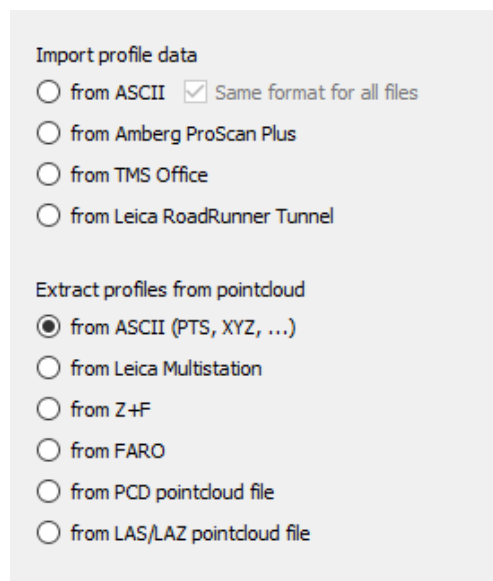 Import profile data
from ASCII Same format for all files
from Amberg ProScan Plus
from TMS Office
from Leica RoadRunner Tunnel
Extract profiles from pointcloud
from ASCII (PTS, XYZ, ...)
from Leica Multistation
from Z+F
from FARO
from PCD pointcloud file
from LAS/LAZ pointcloud file